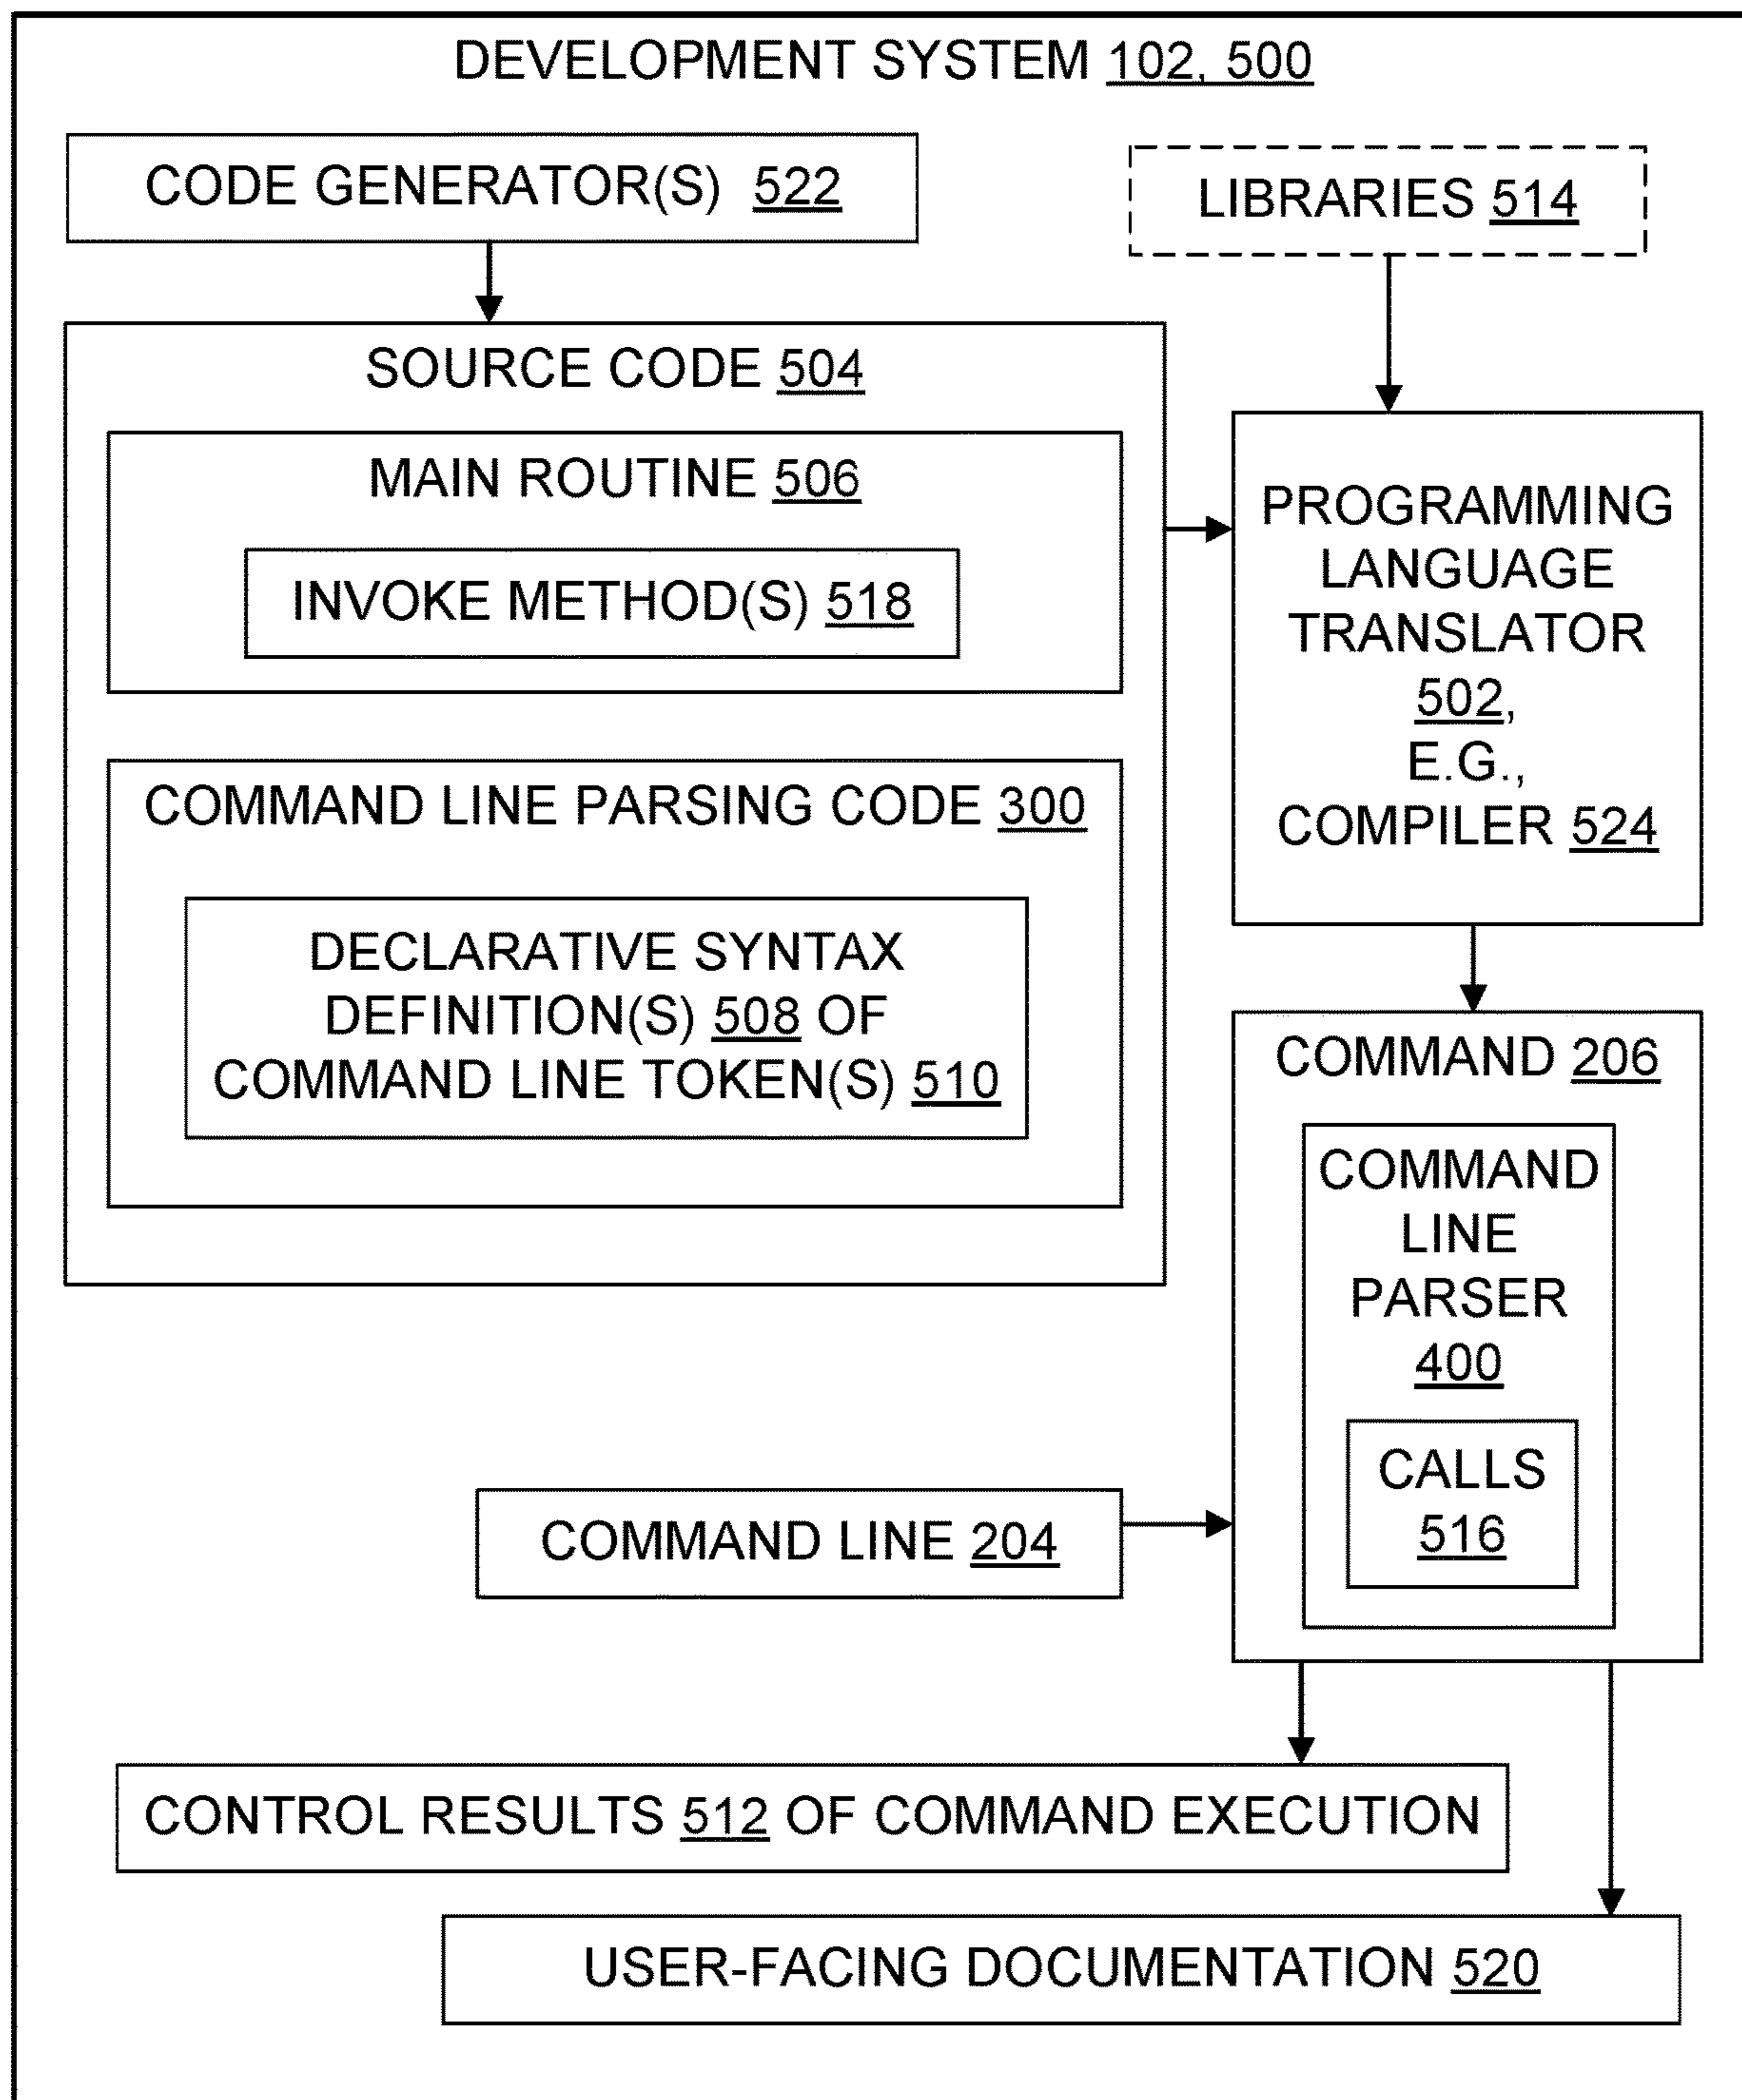 DEVELOPMENT SYSTEM 102, 500
CODE GENERATOR(S) 522
LIBRARIES 514
SOURCE CODE 504
MAIN ROUTINE 506
INVOKE METHOD(S) 518
COMMAND LINE PARSING CODE 300
DECLARATIVE SYNTAX
DEFINITION(S) 508 OF
COMMAND LINE TOKEN(S) 510
PROGRAMMING
LANGUAGE
TRANSLATOR
502,
E.G.,
COMPILER 524
COMMAND 206
COMMAND
LINE
PARSER
400
CALLS
516
COMMAND LINE 204
CONTROL RESULTS 512 OF COMMAND EXECUTION
USER-FACING DOCUMENTATION 520